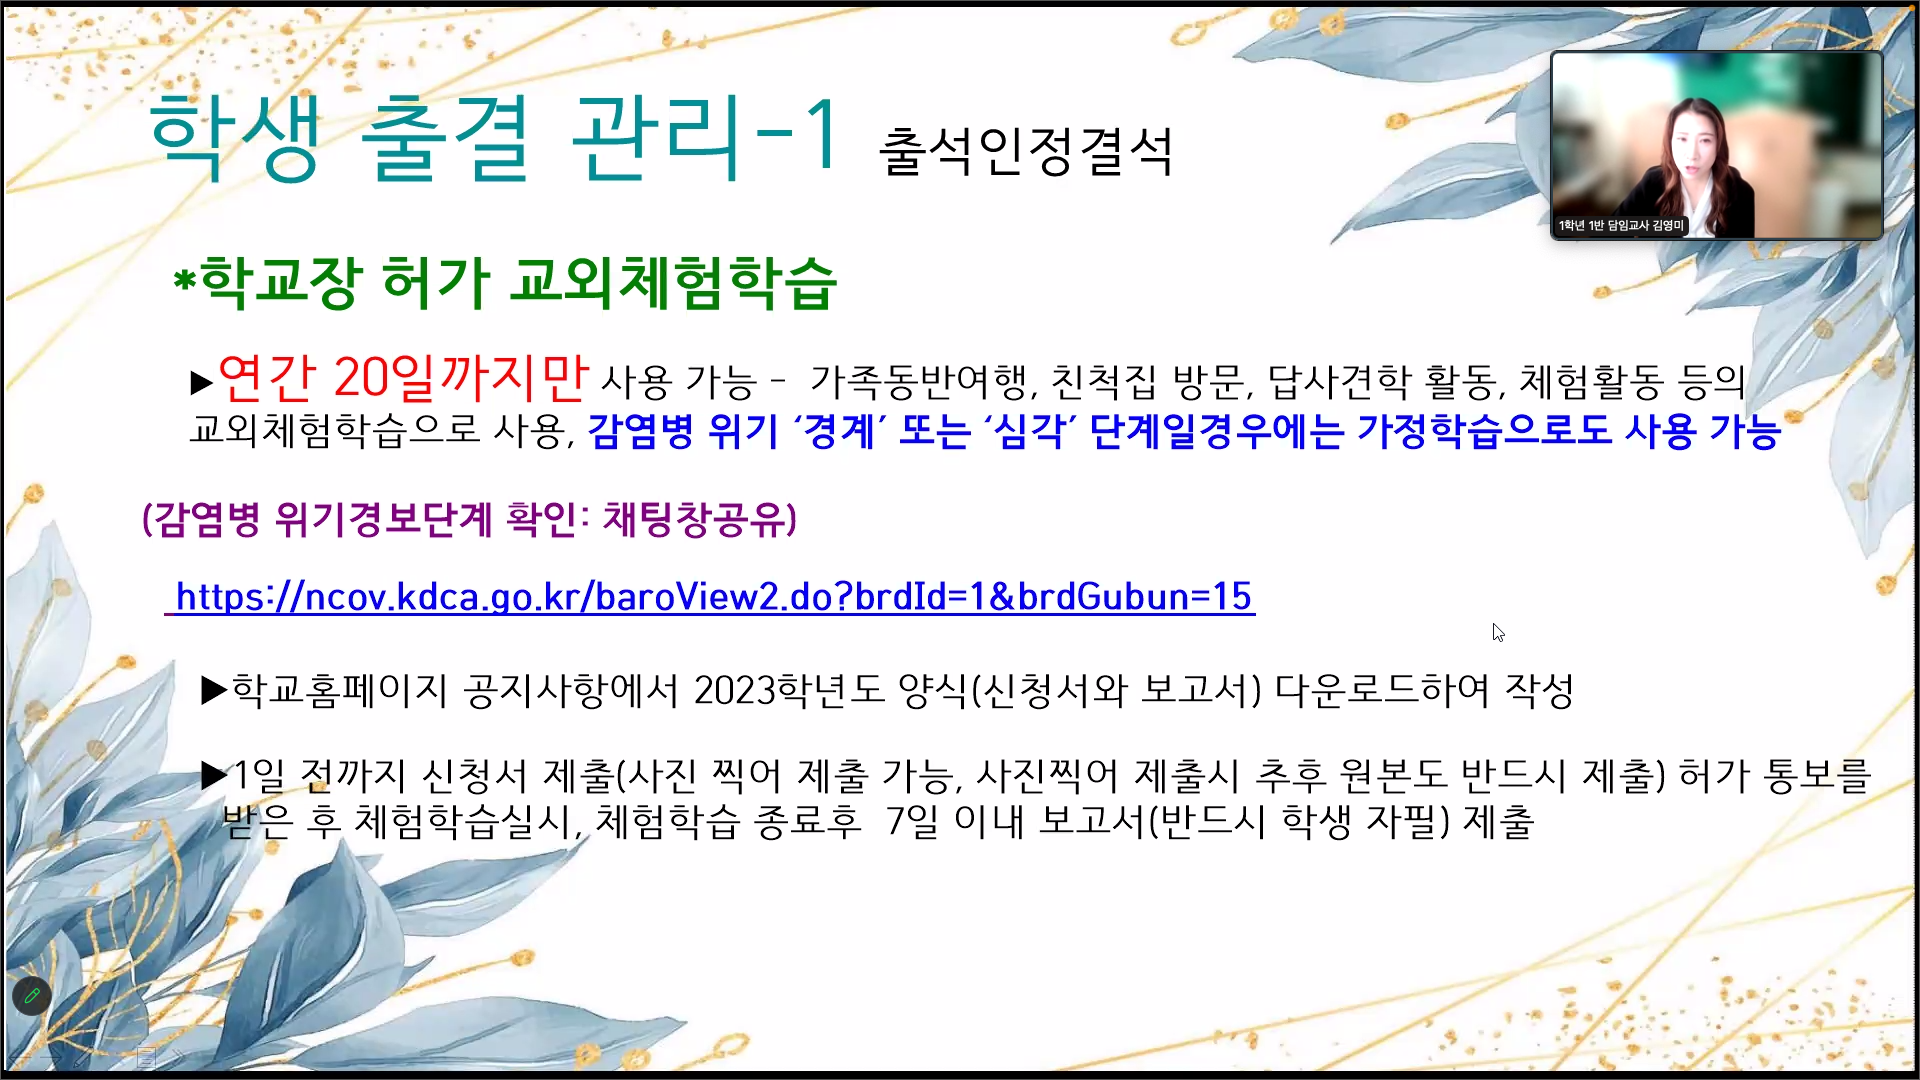 학생 출결 관리-1 출석인정결석
1학년 1반 담임교사 김영미
*학교장 허가 교외체험학습
▶연간 20일까지만 사용 가능 - 가족동반여행, 친척집 방문, 답사견학 활동, 체험활동 등의
교외체험학습으로 사용, 감염병 위기 ‘경계’ 또는 ‘심각’ 단계일경우에는 가정학습으로도 사용 가능
(감염병 위기경보단계 확인: 채팅창공유)
https://ncov.kdca.go.kr/baroView2.do?brdId=1&brdGubun=15
▶학교홈페이지 공지사항에서 2023학년도 양식(신청서와 보고서) 다운로드하여 작성
▶1일 전까지 신청서 제출(사진 찍어 제출 가능, 사진찍어 제출시 추후 원본도 반드시 제출) 허가 통보를
받은 후 체험학습실시, 체험학습 종료후 7일 이내 보고서(반드시 학생 자필) 제출